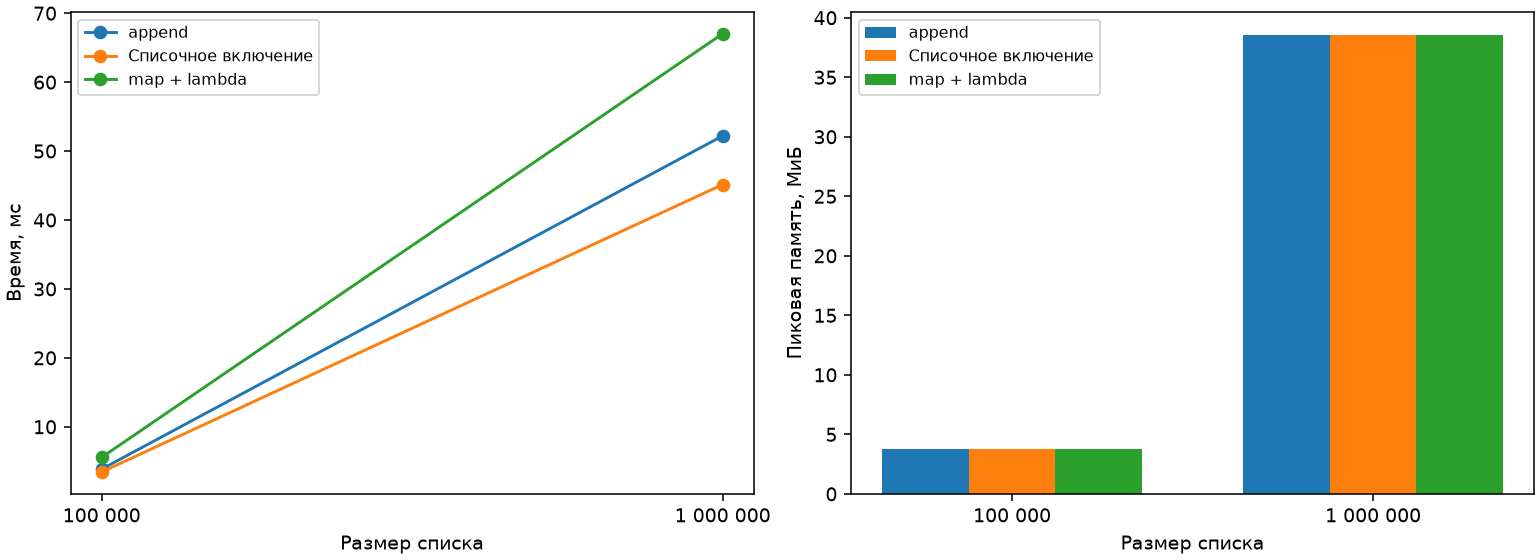 70
60
50
40
30
20
10
Время, мс
append
Списочное включение
map + lambda
100 000
1 000 000
Размер списка
40
35
30
25
20
15
10
5
0
Пиковая память, МиБ
append
Списочное включение
map + lambda
100 000
1 000 000
Размер списка